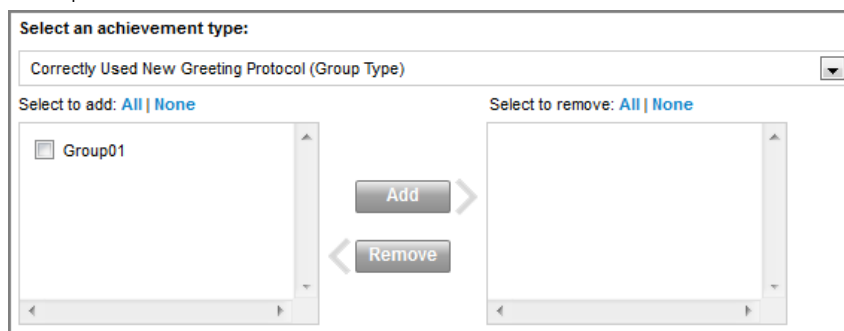 Select an achievement type:
Correctly Used New Greeting Protocol (Group Type)
Select to add: All | None
Select to remove: All | None
Group01
Add
Remove